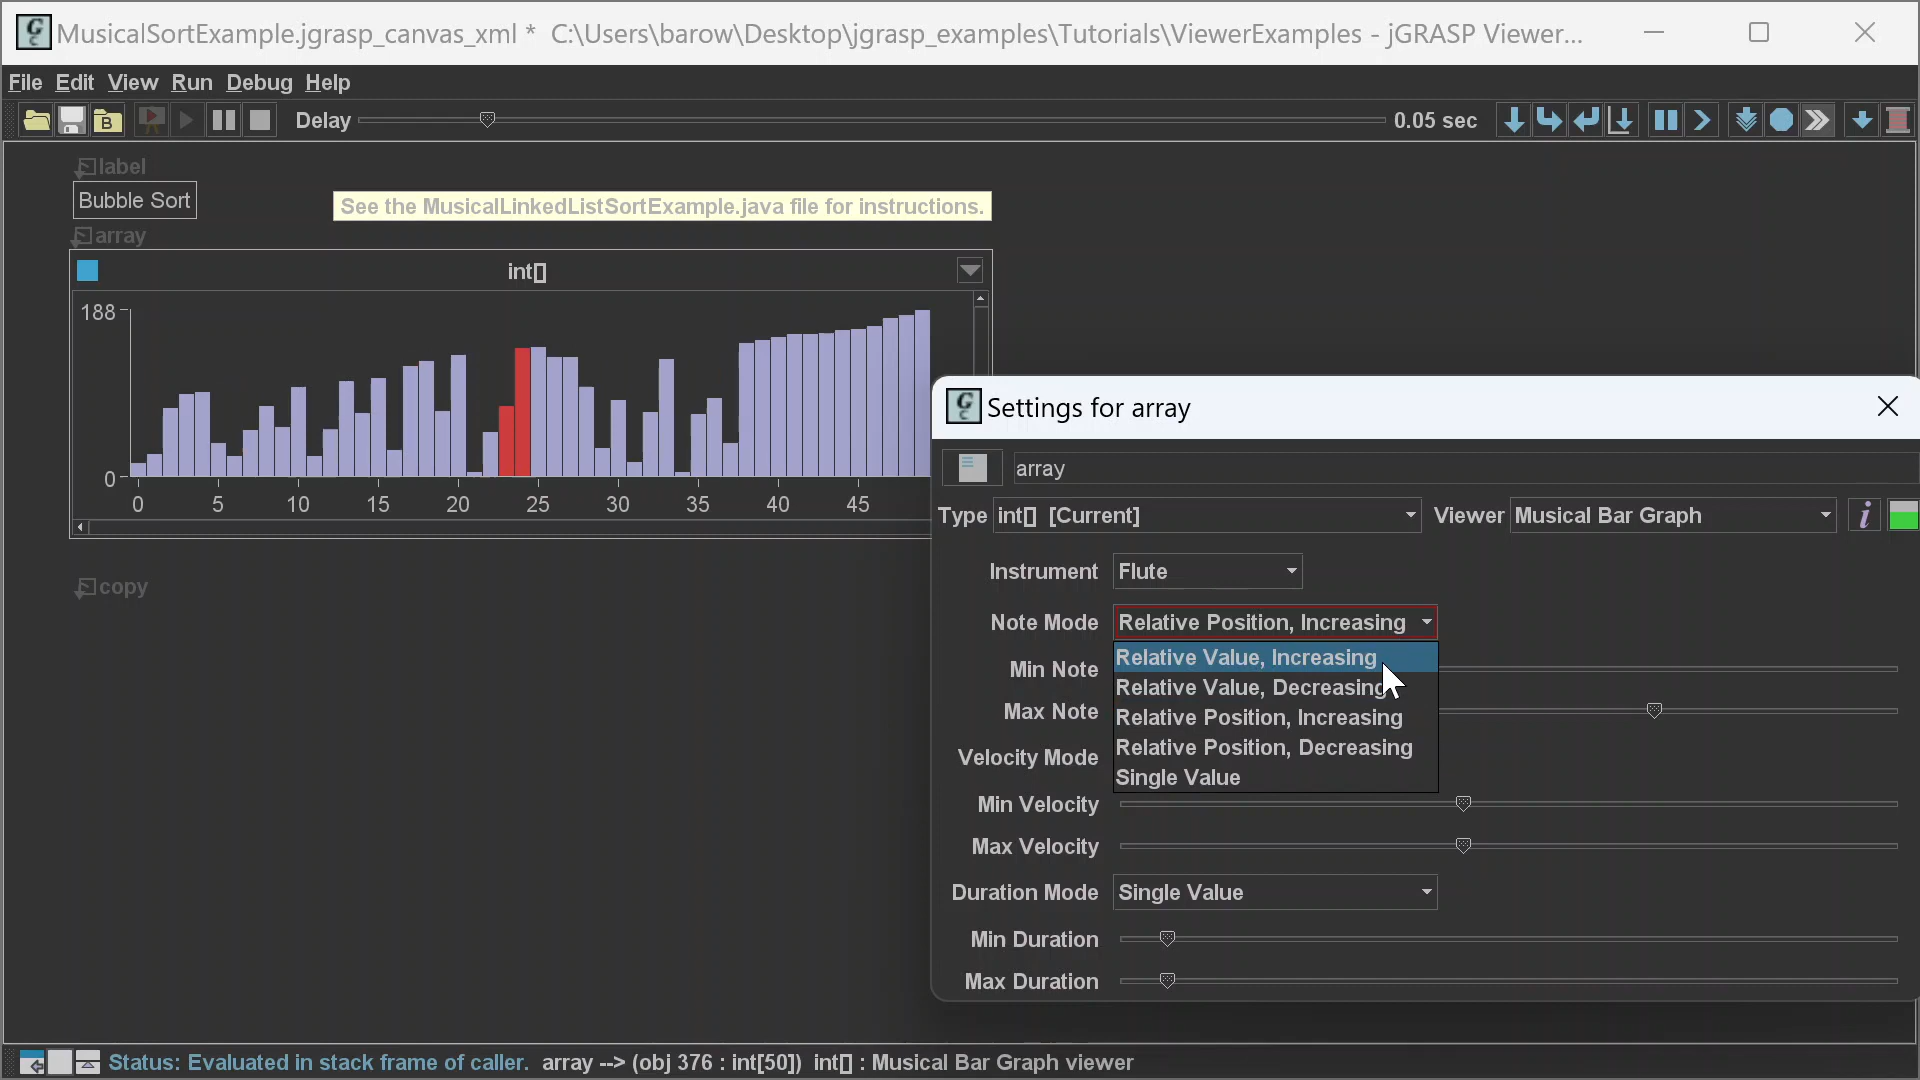 MusicalSortExample.jgrasp_canvas_xml * C:\Users\barow\Desktop\jgrasp_examples\Tutorials\ViewerExamples - jGRASP Viewer...
File Edit View Run Debug Help
B Delay 0.05 sec
label
Bubble Sort
See the MusicalLinkedListSortExample.java file for instructions.
array
int[]
188
0
0 5 10 15 20 25 30 35 40 45
copy
Settings for array
array
Type int[] [Current] Viewer Musical Bar Graph i
Instrument Flute
Note Mode Relative Position, Increasing
Relative Value, Increasing
Min Note
Relative Value, Decreasing
Max Note
Relative Position, Increasing
Velocity Mode
Relative Position, Decreasing
Single Value
Min Velocity
Max Velocity
Duration Mode Single Value
Min Duration
Max Duration
Status: Evaluated in stack frame of caller. array --> (obj 376 : int[50]) int[] : Musical Bar Graph viewer